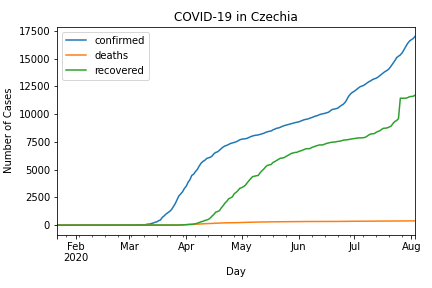 COVID-19 in Czechia
confirmed
deaths
recovered
Number of Cases
17500
15000
12500
10000
7500
5000
2500
0
Feb
2020
Mar
Apr
May
Jun
Jul
Aug
Day